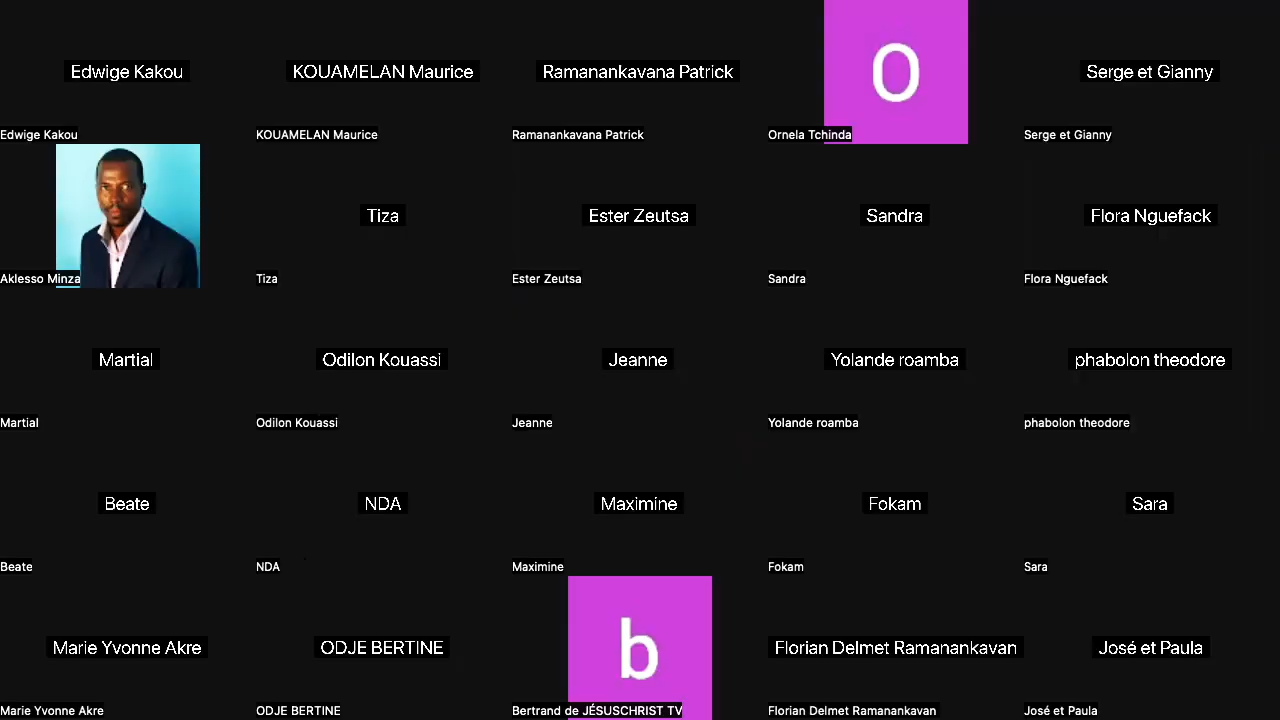 Edwige Kakou
KOUAMELAN Maurice
Ramanankavana Patrick
O
Serge et Gianny
Edwige Kakou
KOUAMELAN Maurice
Ramanankavana Patrick
Ornela Tchinda
Serge et Gianny
Tiza
Ester Zeutsa
Sandra
Flora Nguefack
Aklesso Minza
Tiza
Ester Zeutsa
Sandra
Flora Nguefack
Martial
Odilon Kouassi
Jeanne
Yolande roamba
phabolon theodore
Martial
Odilon Kouassi
Jeanne
Yolande roamba
phabolon theodore
Beate
NDA
Maximine
Fokam
Sara
Beate
NDA
Maximine
Fokam
Sara
Marie Yvonne Akre
ODJE BERTINE
b
Florian Delmet Ramanankavan
José et Paula
Marie Yvonne Akre
ODJE BERTINE
Bertrand de JÉSUSCHRIST TV
Florian Delmet Ramanankavan
José et Paula